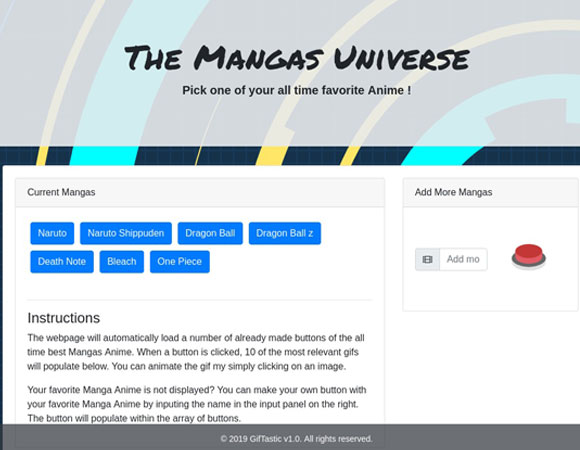 The Mangas Universe
Pick one of your all time favorite Anime !
Current Mangas
Naruto
Naruto Shippuden
Dragon Ball
Dragon Ball z
Death Note
Bleach
One Piece
Add More Mangas
Add mo
Instructions
The webpage will automatically load a number of already made buttons of the all
time best Mangas Anime. When a button is clicked, 10 of the most relevant gifs
will populate below. You can animate the gif my simply clicking on an image.
Your favorite Manga Anime is not displayed? You can make your own button with
your favorite Manga Anime by inputing the name in the input panel on the right.
The button will populate within the array of buttons.
© 2019 GifTastic v1.0. All rights reserved.